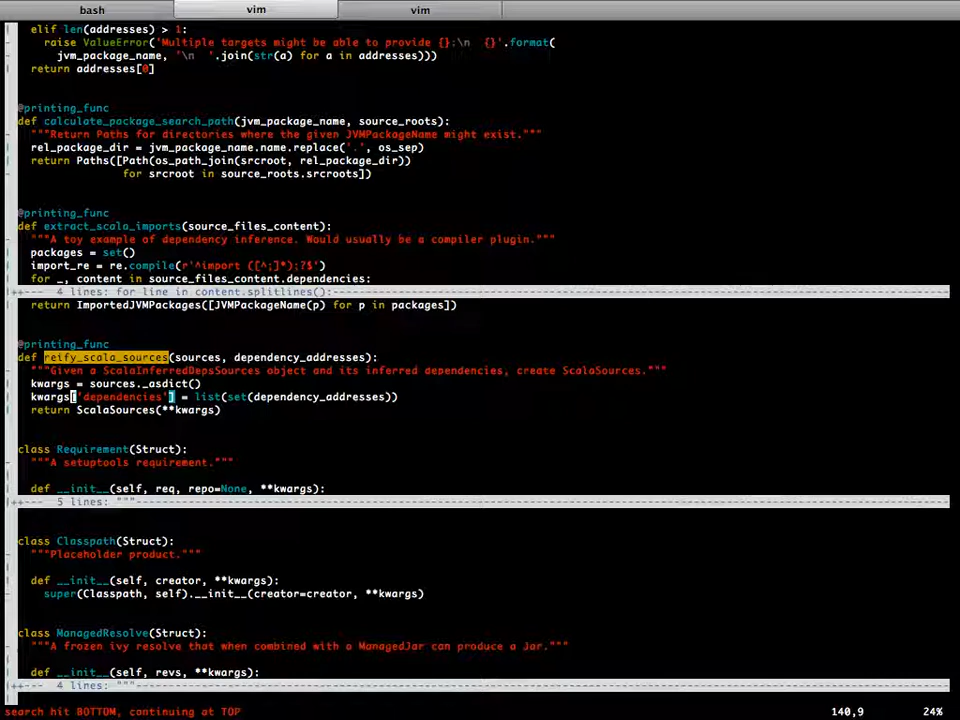 bash vim vim
elif len(addresses) > 1:
raise ValueError('Multiple targets might be able to provide {}:\n  {}'.format(
jvm_package_name, '\n  '.join(str(a) for a in addresses)))
return addresses[0]
@printing_func
def calculate_package_search_path(jvm_package_name, source_roots):
"""Return Paths for directories where the given JVMPackageName might exist."""
rel_package_dir = jvm_package_name.name.replace('.', os_sep)
return Paths([Path(os_path_join(srcroot, rel_package_dir))
for srcroot in source_roots.srcroots])
@printing_func
def extract_scala_imports(source_files_content):
"""A toy example of dependency inference. Would usually be a compiler plugin."""
packages = set()
import_re = re.compile(r'^import ([^;]*);?$')
for _, content in source_files_content.dependencies:
++--- 4 lines: for line in content.splitlines():
return ImportedJVMPackages([JVMPackageName(p) for p in packages])
@printing_func
def reify_scala_sources(sources, dependency_addresses):
"""Given a ScalaInferredDepsSources object and its inferred dependencies, create ScalaSources."""
kwargs = sources._asdict()
kwargs['dependencies'] = list(set(dependency_addresses))
return ScalaSources(**kwargs)
class Requirement(Struct):
"""A setuptools requirement."""
def __init__(self, req, repo=None, **kwargs):
++--- 5 lines: """
class Classpath(Struct):
"""Placeholder product."""
def __init__(self, creator, **kwargs):
super(Classpath, self).__init__(creator=creator, **kwargs)
class ManagedResolve(Struct):
"""A frozen ivy resolve that when combined with a ManagedJar can produce a Jar."""
def __init__(self, revs, **kwargs):
++--- 4 lines: """
search hit BOTTOM, continuing at TOP 140,9 24%